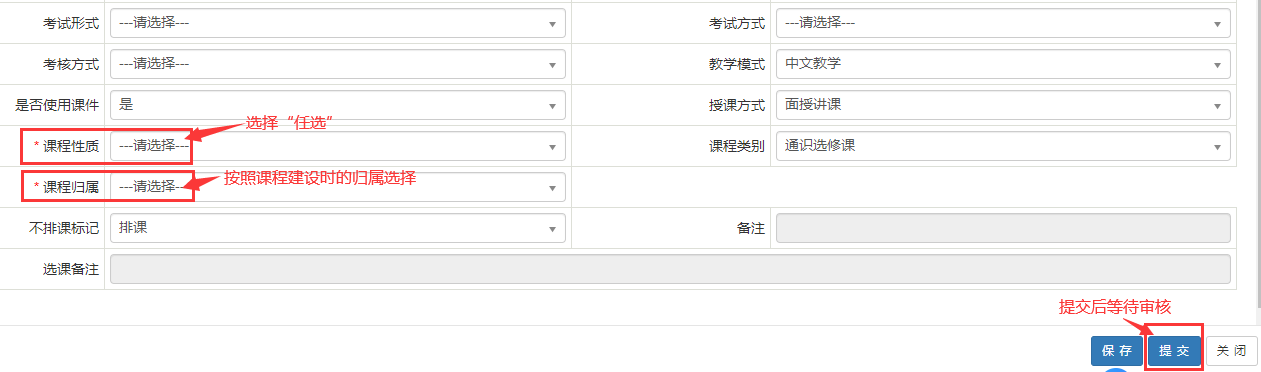 考试形式 ---请选择--- 考试方式 ---请选择---
考核方式 ---请选择--- 教学模式 中文教学
是否使用课件 是 授课方式 面授讲课
选择“任选”
* 课程性质 ---请选择--- 课程类别 通识选修课
按照课程建设时的归属选择
* 课程归属 ---请选择---
不排课标记 排课 备注
选课备注
提交后等待审核
保存 提交 关闭